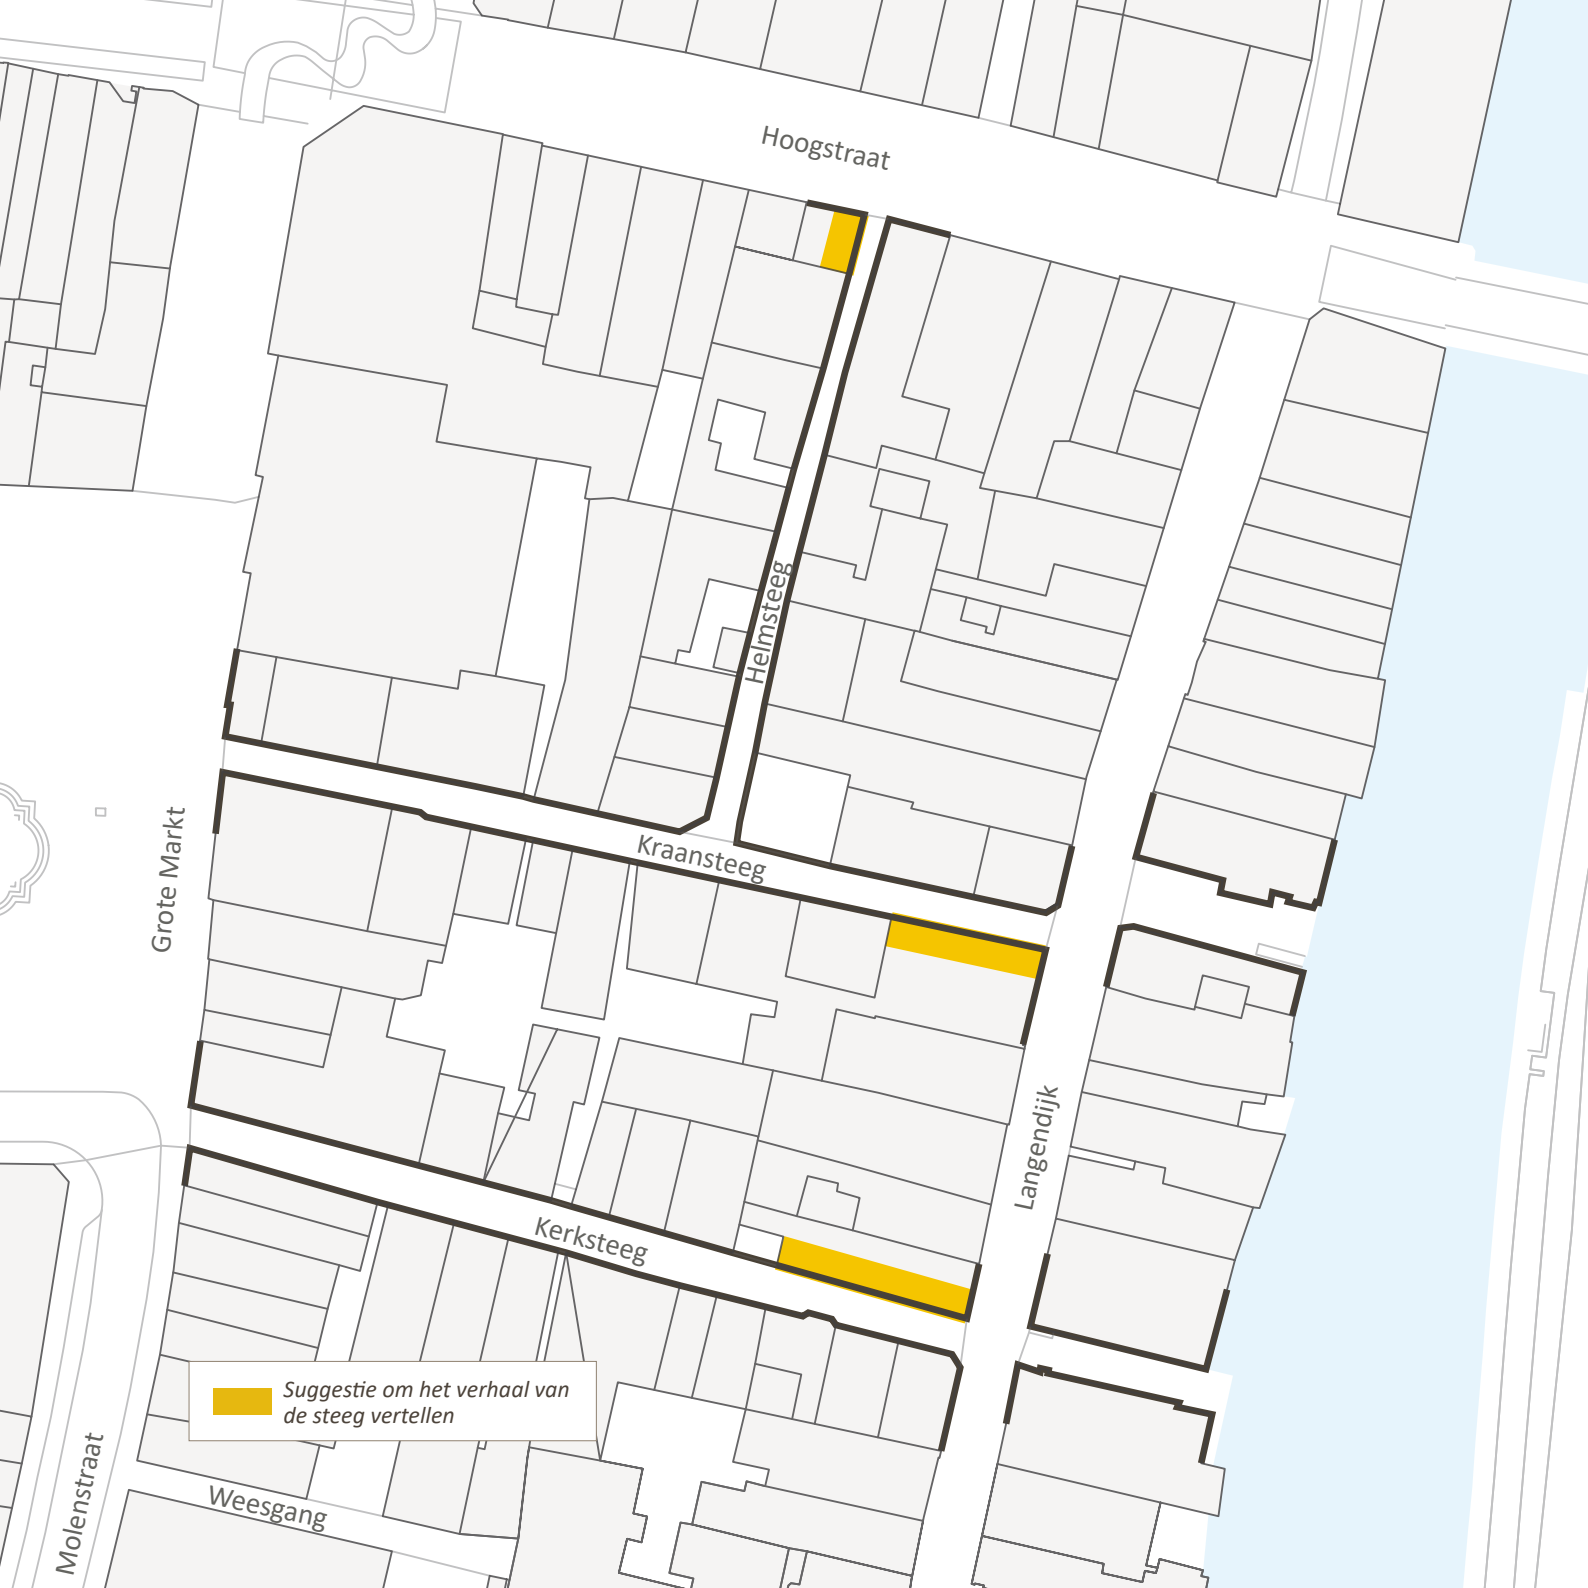 Hoogstraat
Helmsteeg
Grote Markt
Kraansteeg
Langendijk
Kerksteeg
Suggestie om het verhaal van
de steeg vertellen
Molenstraat
Weesgang